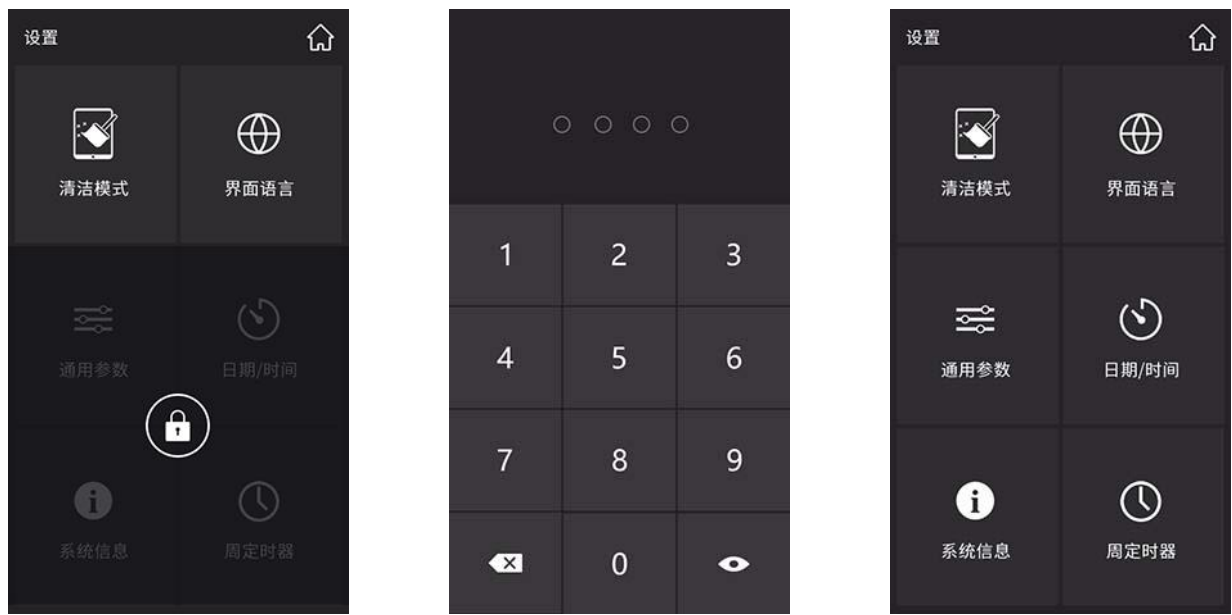 设置
清洁模式 界面语言
通用参数 日期/时间
系统信息 周定时器
1 2 3
4 5 6
7 8 9
0
设置
清洁模式 界面语言
通用参数 日期/时间
系统信息 周定时器